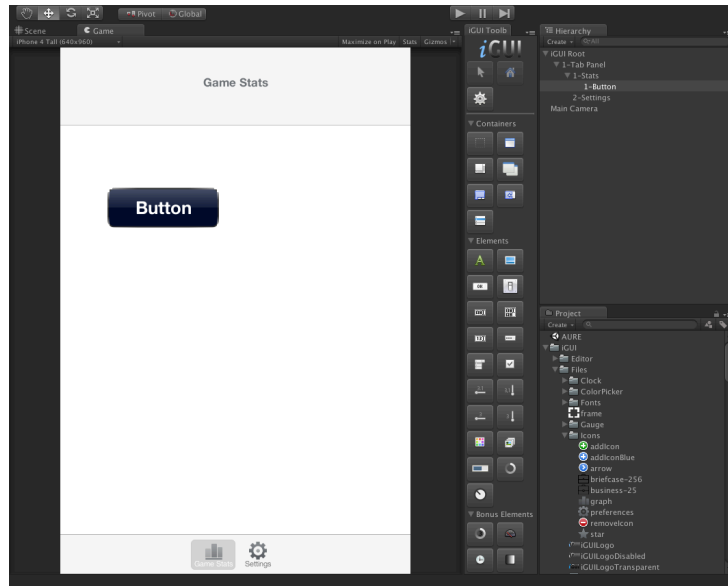 Pivot Global
Scene Game
iPhone 4 Tall (640x960) Maximize on Play Stats Gizmos
Game Stats
Button
Game Stats Settings
iGUI Toolb
iGUI
Containers
Elements
A
OK
Bonus Elements
Hierarchy
Create All
iGUI Root
1-Tab Panel
1-Stats
1-Button
2-Settings
Main Camera
Project
Create
AURE
iGUI
Editor
Files
Clock
ColorPicker
Fonts
frame
Gauge
Icons
addIcon
addIconBlue
arrow
briefcase-256
business-25
graph
preferences
removeIcon
star
iGUILogo
iGUILogoDisabled
iGUILogoTransparent